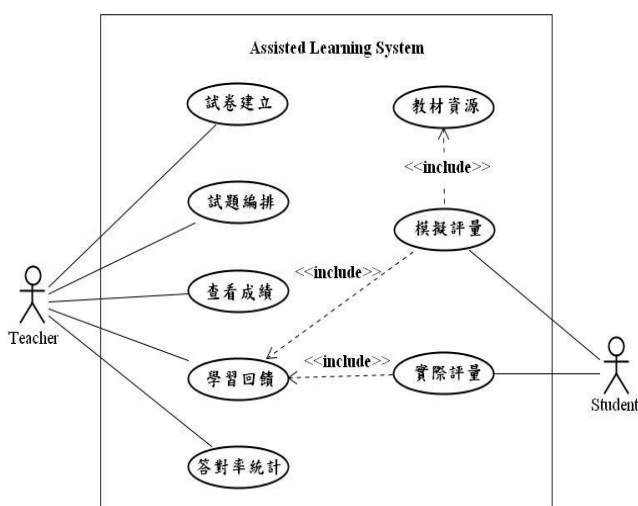 Assisted Learning System
試卷建立
教材資源
<<include>>
試題編排
模擬評量
<<include>>
查看成績
Teacher
<<include>>
學習回饋
實際評量
Student
答對率統計